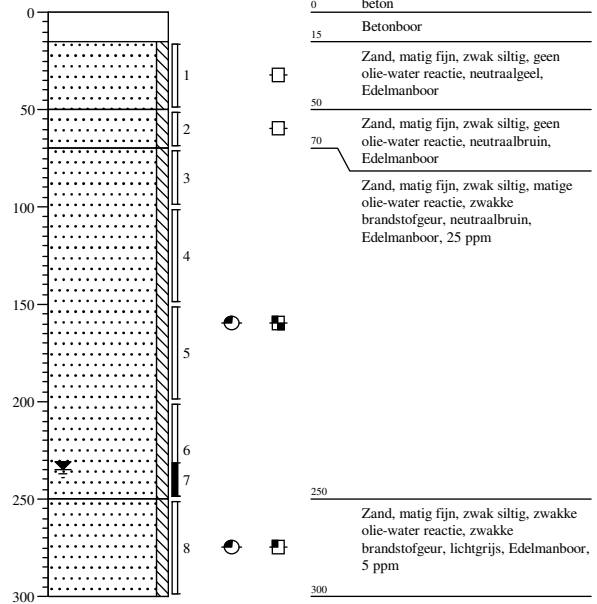 0
50
100
150
200
250
300
1
2
3
4
5
6
7
8
0
beton
15
Betonboor
Zand, matig fijn, zwak siltig, geen
olie-water reactie, neutraalgeel,
Edelmanboor
50
Zand, matig fijn, zwak siltig, geen
olie-water reactie, neutraalbruin,
Edelmanboor
70
Zand, matig fijn, zwak siltig, matige
olie-water reactie, zwakke
brandstofgeur, neutraalbruin,
Edelmanboor, 25 ppm
250
Zand, matig fijn, zwak siltig, zwakke
olie-water reactie, zwakke
brandstofgeur, lichtgrijs, Edelmanboor,
5 ppm
300